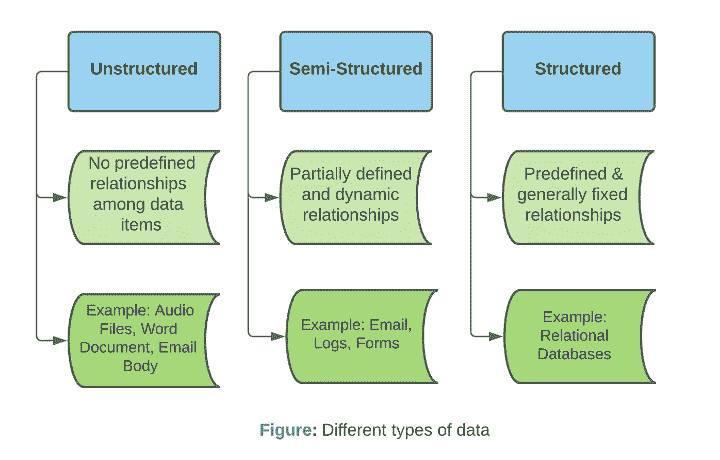 Unstructured
Semi-Structured
Structured
No predefined
relationships
among data
items
Partially defined
and dynamic
relationships
Predefined &
generally fixed
relationships
Example: Audio
Files, Word
Document, Email
Body
Example: Email,
Logs, Forms
Example:
Relational
Databases
Figure: Different types of data